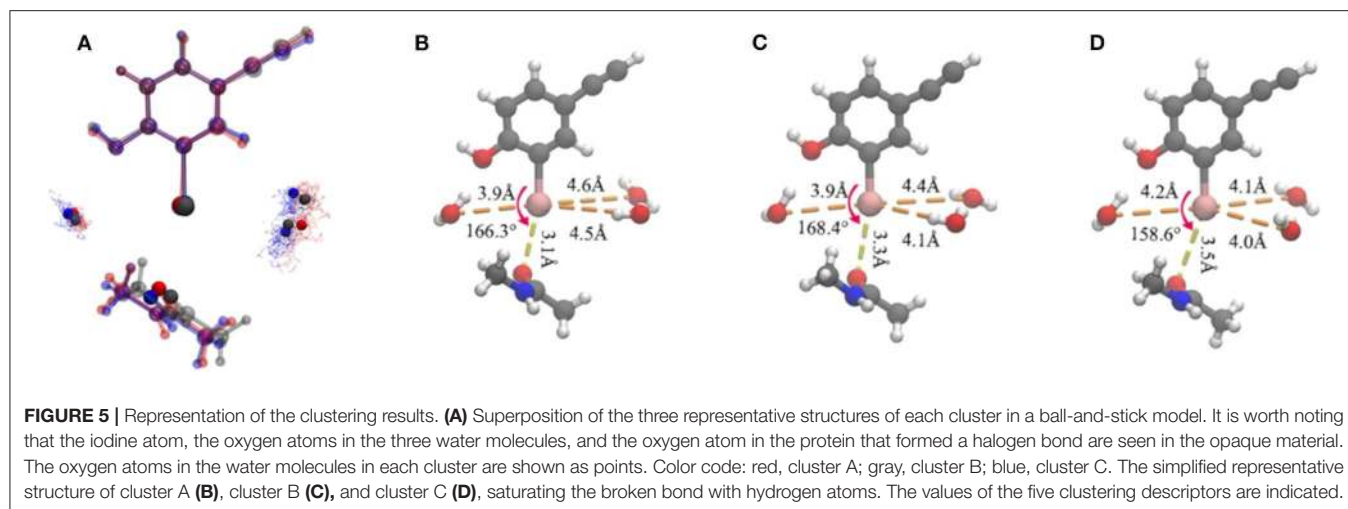 A
B
C
D
3.9Å
4.6Å
166.3°
4.5Å
3.1Å
3.9Å
4.4Å
168.4°
4.1Å
3.3Å
4.2Å
4.1Å
158.6°
4.0Å
3.5Å
FIGURE 5 | Representation of the clustering results. (A) Superposition of the three representative structures of each cluster in a ball-and-stick model. It is worth noting
that the iodine atom, the oxygen atoms in the three water molecules, and the oxygen atom in the protein that formed a halogen bond are seen in the opaque material.
The oxygen atoms in the water molecules in each cluster are shown as points. Color code: red, cluster A; gray, cluster B; blue, cluster C. The simplified representative
structure of cluster A (B), cluster B (C), and cluster C (D), saturating the broken bond with hydrogen atoms. The values of the five clustering descriptors are indicated.